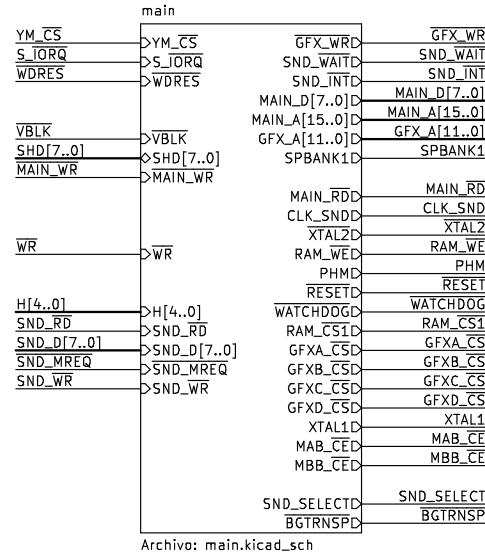 main
YM_CS
S_IORQ
WDRES
VBLK
SHD[7..0]
MAIN_WR
WR
H[4..0]
SND_RD
SND_D[7..0]
SND_MREQ
SND_WR
YM_CS
S_IORQ
WDRES
VBLK
SHD[7..0]
MAIN_WR
WR
H[4..0]
SND_RD
SND_D[7..0]
SND_MREQ
SND_WR
GFX_WR
SND_WAIT
SND_INT
MAIN_D[7..0]
MAIN_A[15..0]
GFX_A[11..0]
SPBANK1
MAIN_RD
CLK_SND
XTAL2
RAM_WE
PHM
RESET
WATCHDOG
RAM_CS1
GFXA_CS
GFXB_CS
GFXC_CS
GFXD_CS
XTAL1
MAB_CE
MBB_CE
SND_SELECT
BGTRNSP
GFX_WR
SND_WAIT
SND_INT
MAIN_D[7..0]
MAIN_A[15..0]
GFX_A[11..0]
SPBANK1
MAIN_RD
CLK_SND
XTAL2
RAM_WE
PHM
RESET
WATCHDOG
RAM_CS1
GFXA_CS
GFXB_CS
GFXC_CS
GFXD_CS
XTAL1
MAB_CE
MBB_CE
SND_SELECT
BGTRNSP
Archivo: main.kicad_sch